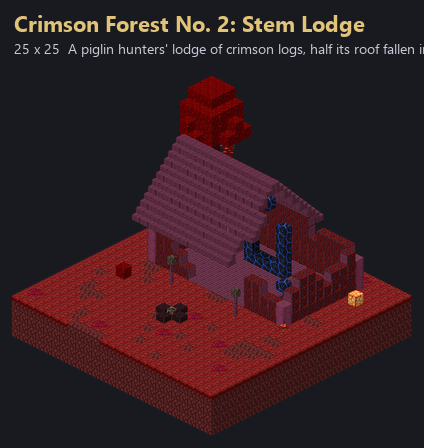 Crimson Forest No. 2: Stem Lodge
25 x 25 A piglin hunters' lodge of crimson logs, half its roof fallen